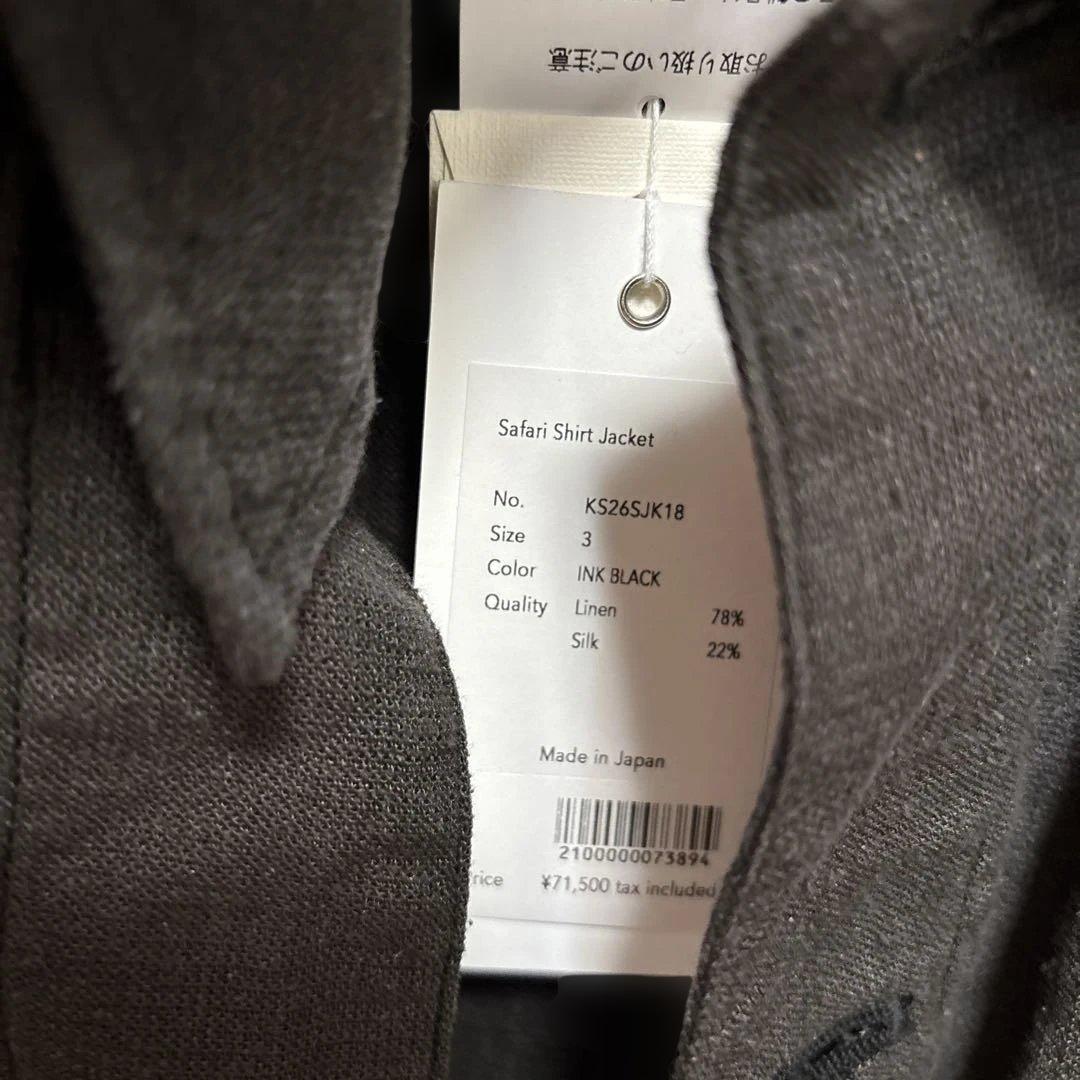 お取り扱いのご注意
Safari Shirt Jacket
No. KS26SJK18
Size 3
Color INK BLACK
Quality Linen 78%
Silk 22%
Made in Japan
2100000073894
rice ¥71,500 tax included